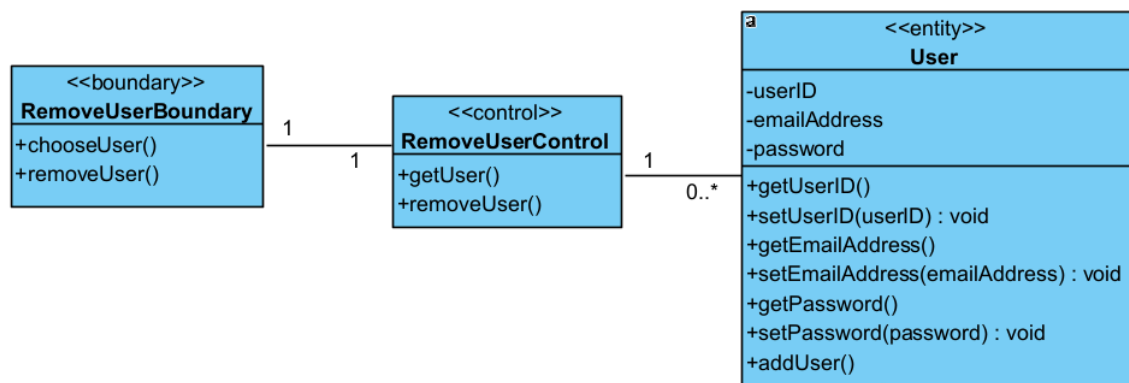 <<boundary>>
RemoveUserBoundary
+chooseUser()
+removeUser()
1
1
<<control>>
RemoveUserControl
+getUser()
+removeUser()
1
0..*
a
<<entity>>
User
-userID
-emailAddress
-password
+getUserID()
+setUserID(userID) : void
+getEmailAddress()
+setEmailAddress(emailAddress) : void
+getPassword()
+setPassword(password) : void
+addUser()